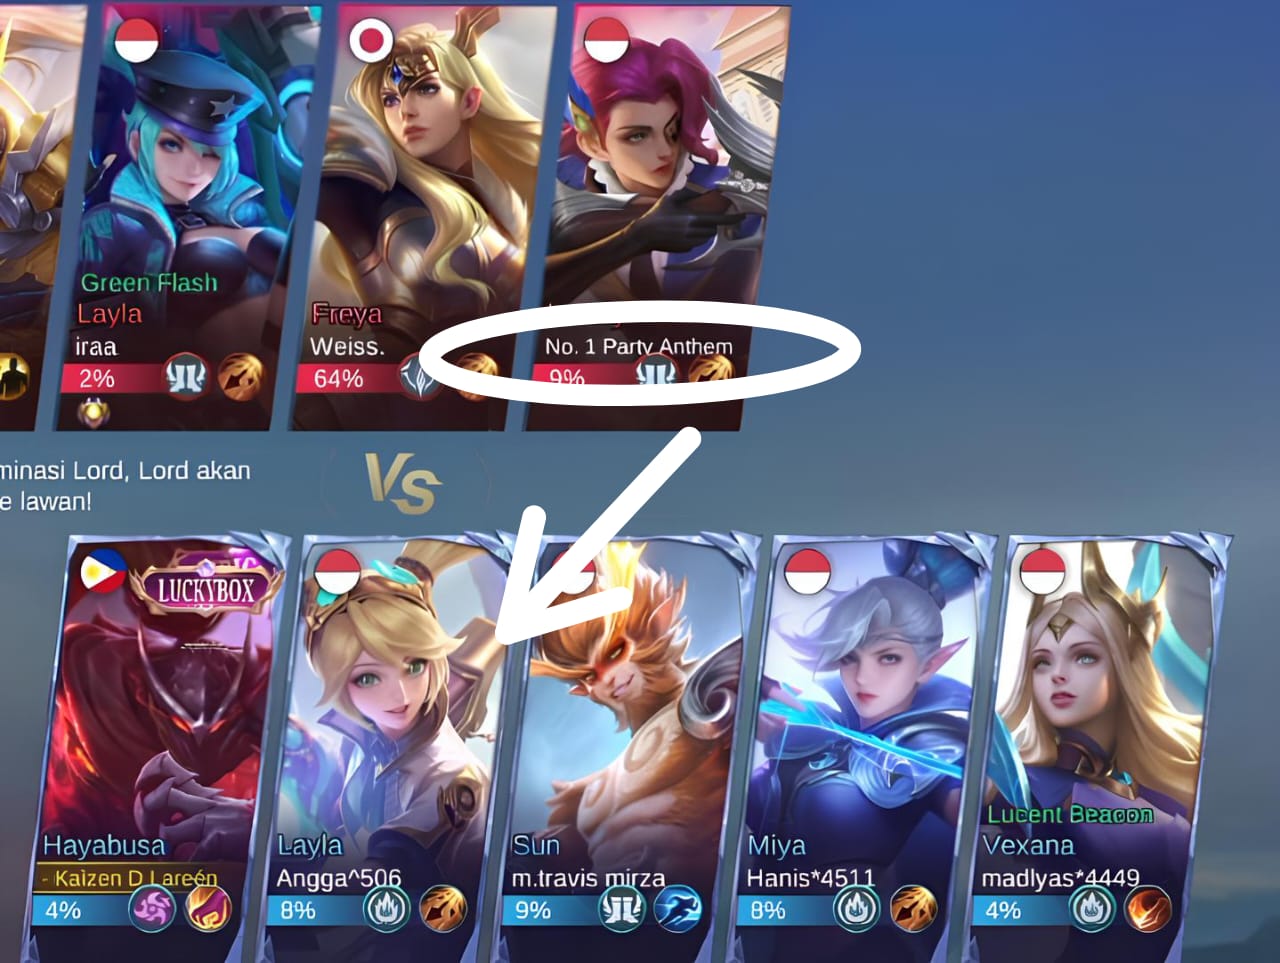 Green Flash
Layla
iraa
2%
Freya
Weiss.
64%
No. 1 Party Anthem
9%
minasi Lord, Lord akan
e lawan!
Vs
LUCKYBOX
Hayabusa
- Kaizen D Lareén
4%
Layla
Angga^506
8%
Sun
m.travis mirza
9%
Miya
Hanis*4511
8%
Lucent Beacon
Vexana
madlyas*4449
4%